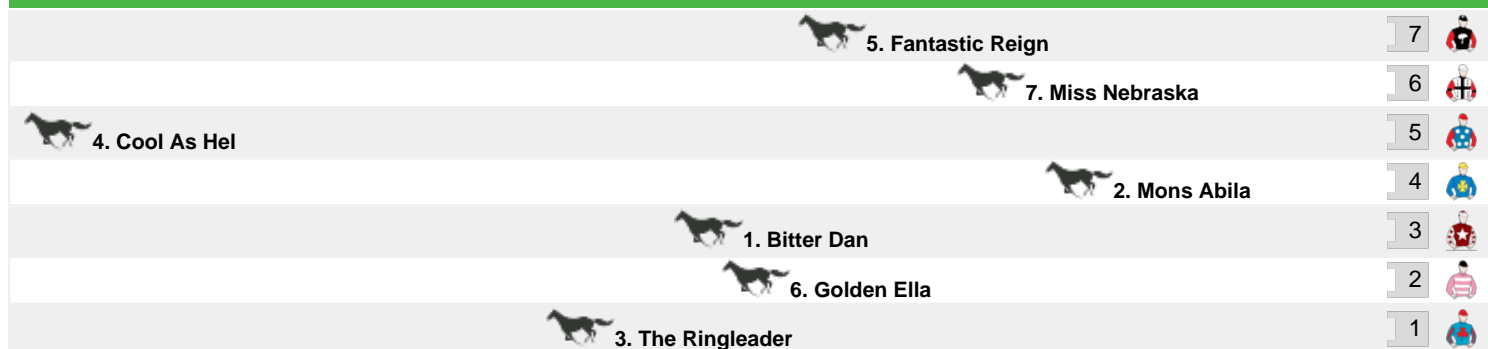 5. Fantastic Reign 7
7. Miss Nebraska 6
4. Cool As Hel 5
2. Mons Abila 4
1. Bitter Dan 3
6. Golden Ella 2
3. The Ringleader 1